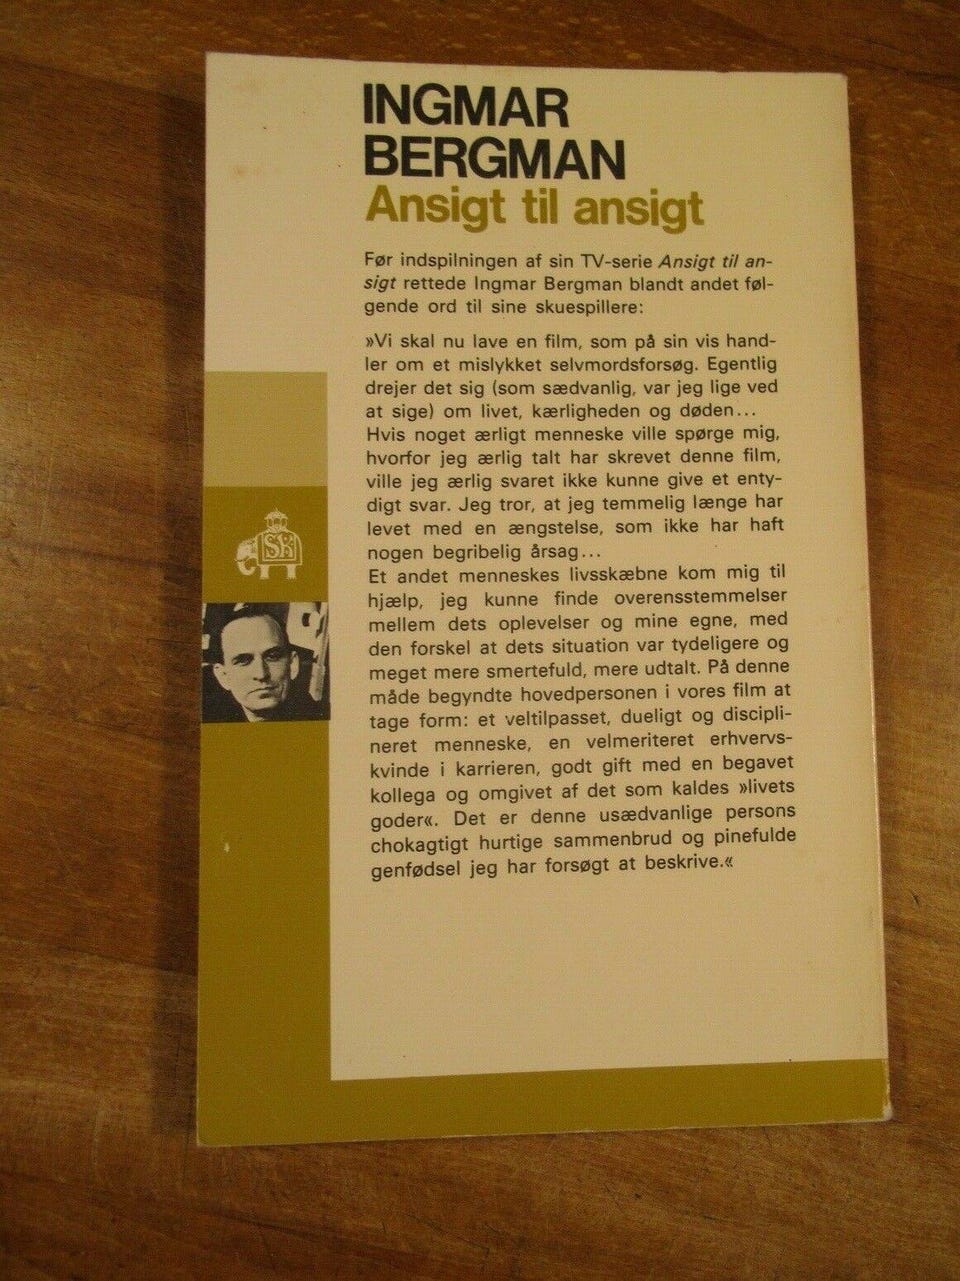 INGMAR
BERGMAN
Ansigt til ansigt
Før indspilningen af sin TV-serie Ansigt til an-
sigt rettede Ingmar Bergman blandt andet føl-
gende ord til sine skuespillere:
»Vi skal nu lave en film, som på sin vis hand-
ler om et mislykket selvmordsforsøg. Egentlig
drejer det sig (som sædvanlig, var jeg lige ved
at sige) om livet, kærligheden og døden...
Hvis noget ærligt menneske ville spørge mig,
hvorfor jeg ærlig talt har skrevet denne film,
ville jeg ærlig svaret ikke kunne give et enty-
digt svar. Jeg tror, at jeg temmelig længe har
levet med en ængstelse, som ikke har haft
nogen begribelig årsag...
Et andet menneskes livsskæbne kom mig til
hjælp, jeg kunne finde overensstemmelser
mellem dets oplevelser og mine egne, med
den forskel at dets situation var tydeligere og
meget mere smertefuld, mere udtalt. På denne
måde begyndte hovedpersonen i vores film at
tage form: et veltilpasset, dueligt og discipli-
neret menneske, en velmeriteret erhvervs-
kvinde i karrieren, godt gift med en begavet
kollega og omgivet af det som kaldes »livets
goder«. Det er denne usædvanlige persons
chokagtigt hurtige sammenbrud og pinefulde
genfødsel jeg har forsøgt at beskrive.«